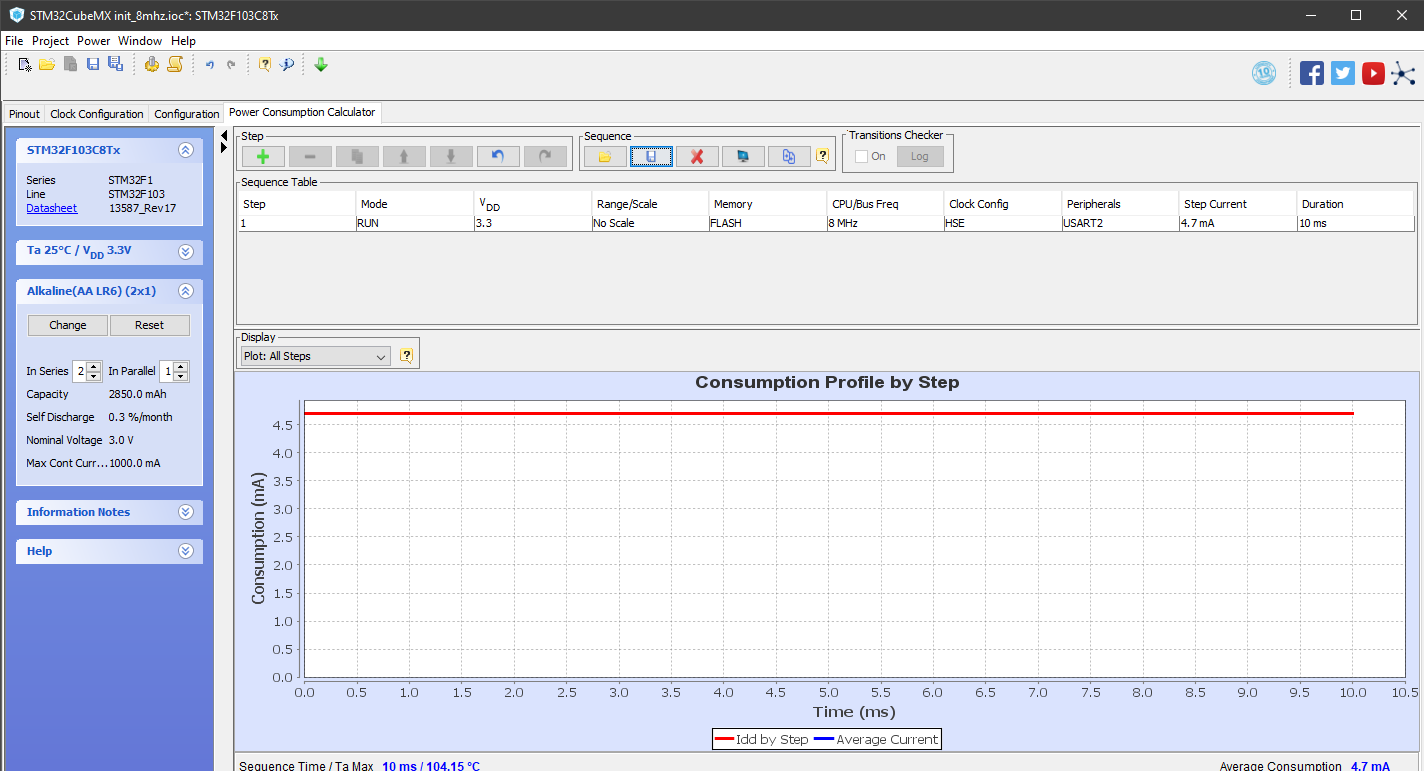 STM32CubeMX init_8mhz.ioc*: STM32F103C8Tx
File Project Power Window Help
10
Pinout Clock Configuration Configuration Power Consumption Calculator
STM32F103C8Tx
Series STM32F1
Line STM32F103
Datasheet 13587_Rev17
Ta 25°C / VDD 3.3V
Alkaline(AA LR6) (2x1)
Change Reset
In Series 2 In Parallel 1
Capacity 2850.0 mAh
Self Discharge 0.3 %/month
Nominal Voltage 3.0 V
Max Cont Curr... 1000.0 mA
Information Notes
Help
Step Sequence Transitions Checker
On Log
Sequence Table
Step Mode VDD Range/Scale Memory CPU/Bus Freq Clock Config Peripherals Step Current Duration
1 RUN 3.3 No Scale FLASH 8 MHz HSE USART2 4.7 mA 10 ms
Display
Plot: All Steps
Consumption Profile by Step
Consumption (mA)
4.5
4.0
3.5
3.0
2.5
2.0
1.5
1.0
0.5
0.0
0.0 0.5 1.0 1.5 2.0 2.5 3.0 3.5 4.0 4.5 5.0 5.5 6.0 6.5 7.0 7.5 8.0 8.5 9.0 9.5 10.0 10.5
Time (ms)
Idd by Step Average Current
Sequence Time / Ta Max 10 ms / 104.15 °C Average Consumption 4.7 mA